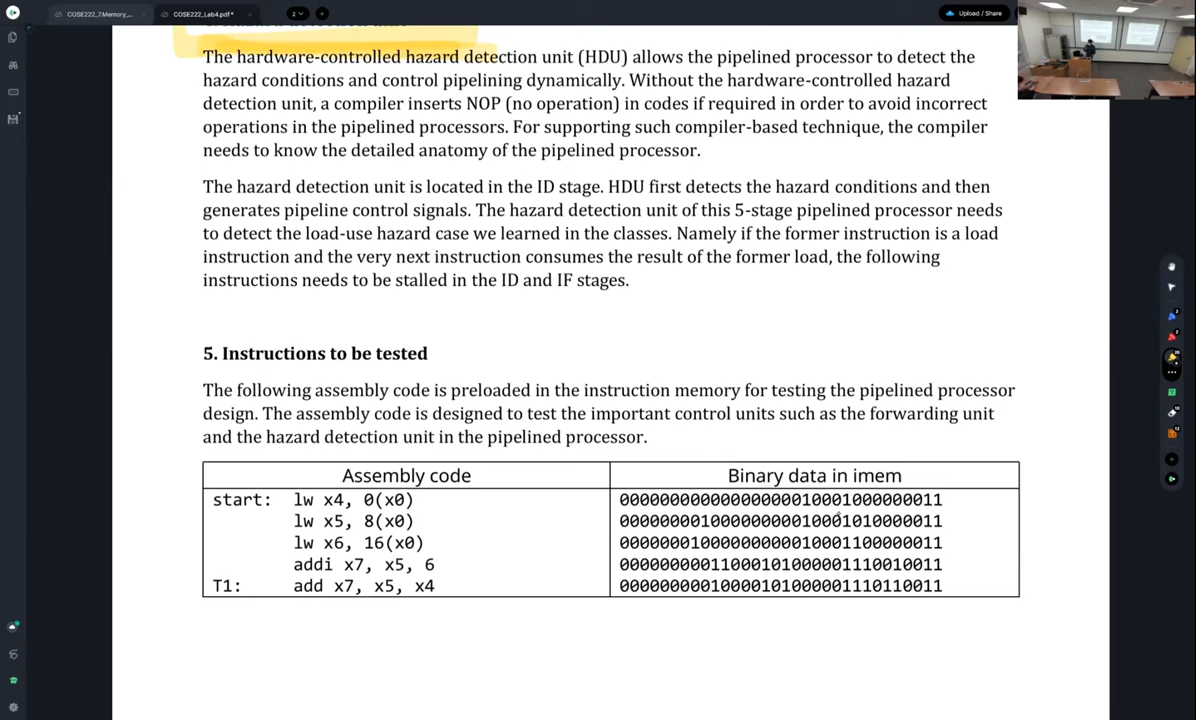 COSE222_7.Memory_...
COSE222_Lab4.pdf*
2
Upload / Share
The hardware-controlled hazard detection unit (HDU) allows the pipelined processor to detect the
hazard conditions and control pipelining dynamically. Without the hardware-controlled hazard
detection unit, a compiler inserts NOP (no operation) in codes if required in order to avoid incorrect
operations in the pipelined processors. For supporting such compiler-based technique, the compiler
needs to know the detailed anatomy of the pipelined processor.
The hazard detection unit is located in the ID stage. HDU first detects the hazard conditions and then
generates pipeline control signals. The hazard detection unit of this 5-stage pipelined processor needs
to detect the load-use hazard case we learned in the classes. Namely if the former instruction is a load
instruction and the very next instruction consumes the result of the former load, the following
instructions needs to be stalled in the ID and IF stages.
5. Instructions to be tested
The following assembly code is preloaded in the instruction memory for testing the pipelined processor
design. The assembly code is designed to test the important control units such as the forwarding unit
and the hazard detection unit in the pipelined processor.
Assembly code Binary data in imem
start: lw x4, 0(x0) 00000000000000000010001000000011
lw x5, 8(x0) 00000000100000000010001010000011
lw x6, 16(x0) 00000001000000000010001100000011
addi x7, x5, 6 00000000011000101000001110010011
T1: add x7, x5, x4 00000000010000101000001110110011